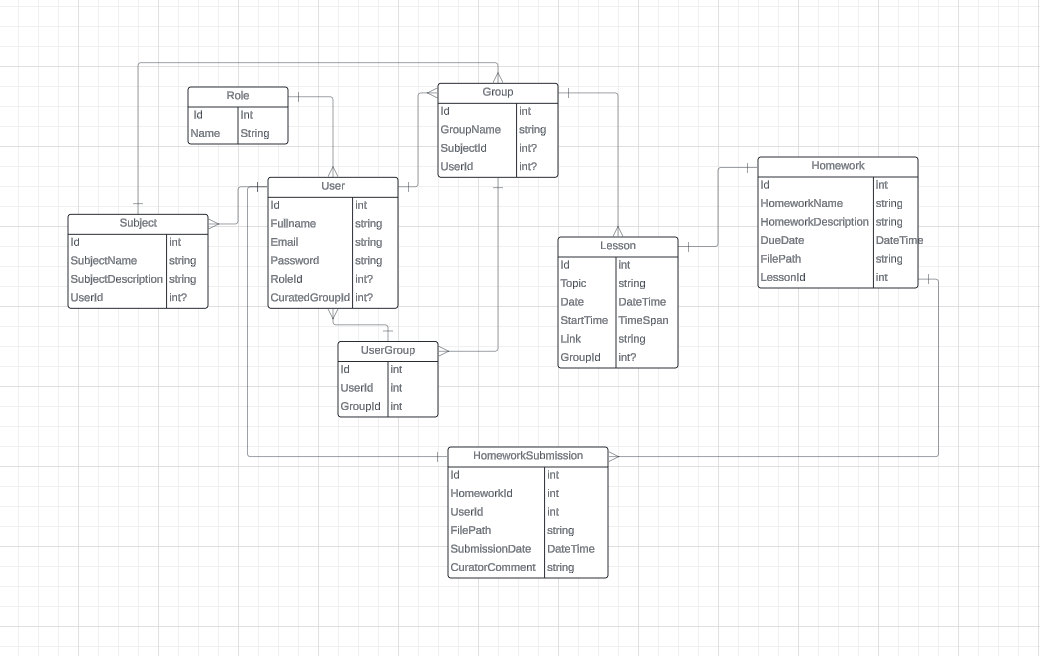 Role
Id Int
Name String
Group
Id int
GroupName string
SubjectId int?
UserId int?
Homework
Id int
HomeworkName string
HomeworkDescription string
DueDate DateTime
FilePath string
LessonId int
User
Id int
Fullname string
Email string
Password string
RoleId int?
CuratedGroupId int?
Subject
Id int
SubjectName string
SubjectDescription string
UserId int?
Lesson
Id int
Topic string
Date DateTime
StartTime TimeSpan
Link string
GroupId int?
UserGroup
Id int
UserId int
GroupId int
HomeworkSubmission
Id int
HomeworkId int
UserId int
FilePath string
SubmissionDate DateTime
CuratorComment string